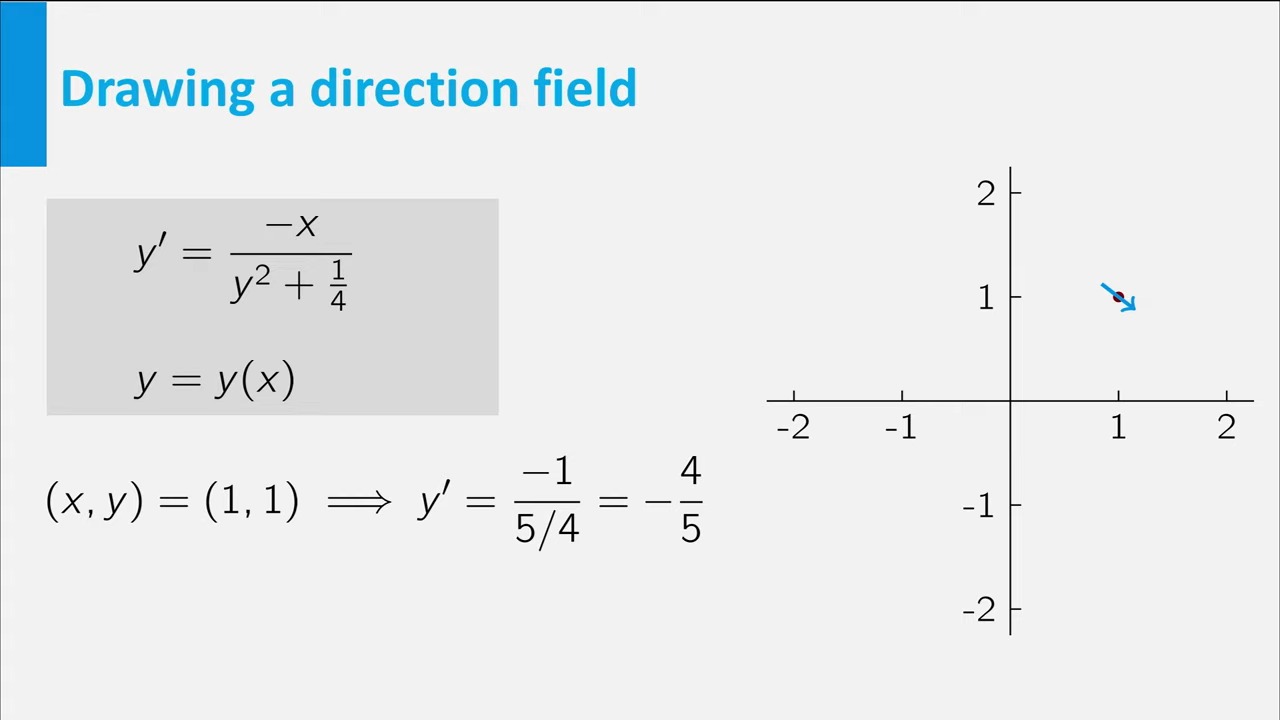 Drawing a direction field
y′ = −x / (y² + 1/4)
y = y(x)
(x, y) = (1, 1) ⟹ y′ = −1 / (5/4) = −4/5
2
1
-2 -1 1 2
-1
-2